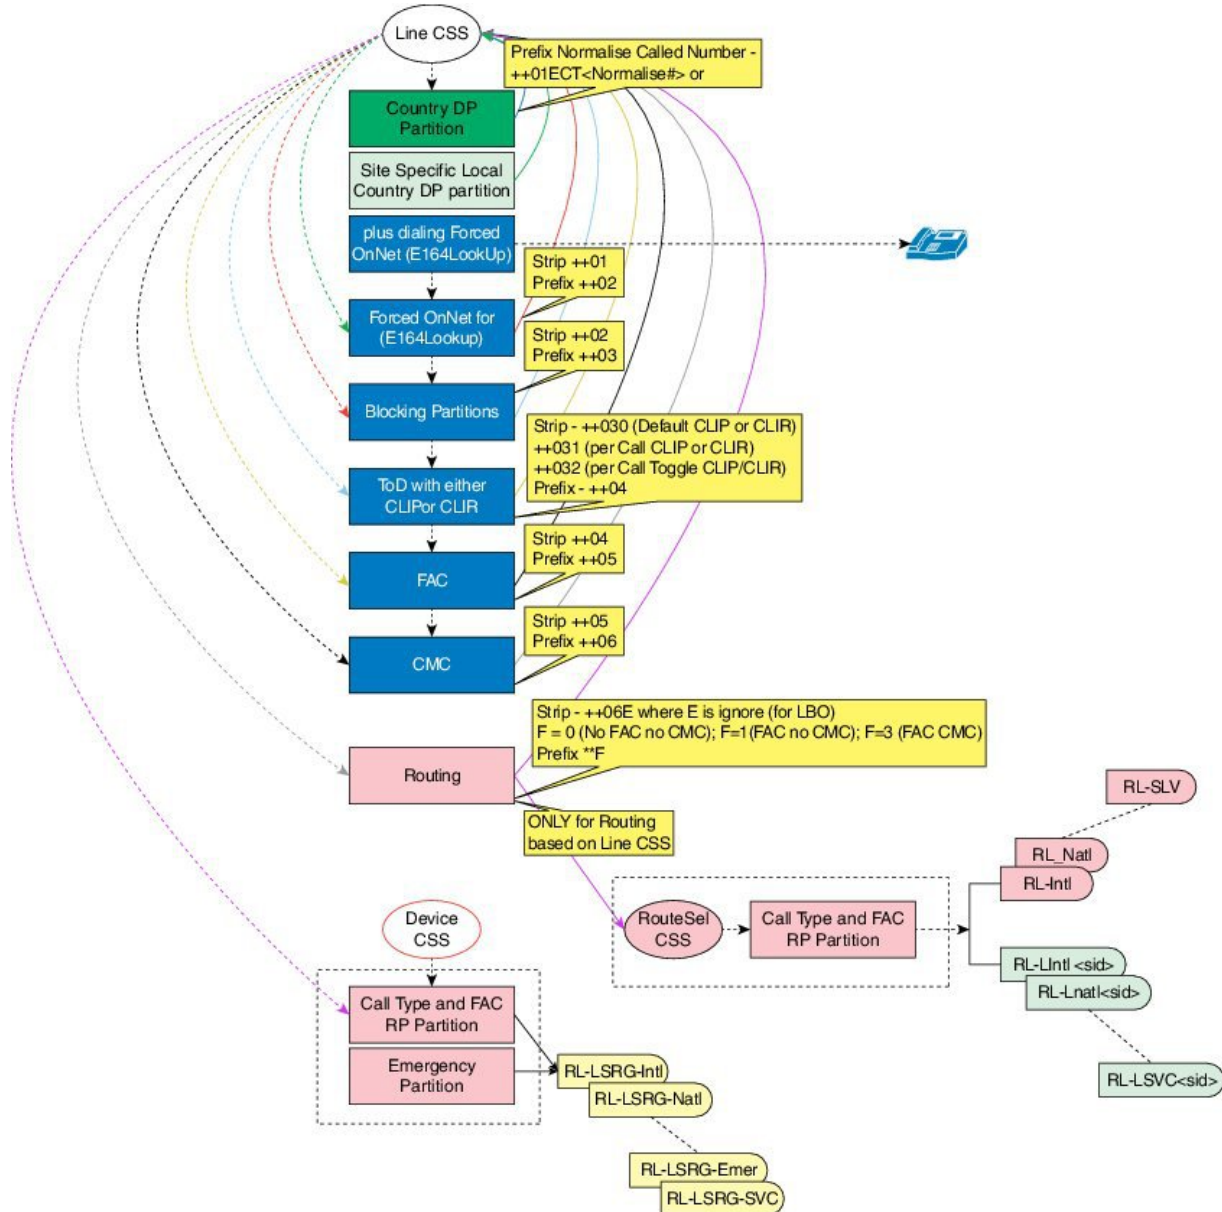 Line CSS
Prefix Normalise Called Number -
++01ECT<Normalise#> or
Country DP
Partition
Site Specific Local
Country DP partition
plus dialing Forced
OnNet (E164LookUp)
Strip ++01
Prefix ++02
Forced OnNet for
(E164Lookup)
Strip ++02
Prefix ++03
Blocking Partitions
Strip - ++030 (Default CLIP or CLIR)
++031 (per Call CLIP or CLIR)
++032 (per Call Toggle CLIP/CLIR)
Prefix - ++04
ToD with either
CLIPor CLIR
Strip ++04
Prefix ++05
FAC
Strip ++05
Prefix ++06
CMC
Strip - ++06E where E is ignore (for LBO)
F = 0 (No FAC no CMC); F=1(FAC no CMC); F=3 (FAC CMC)
Prefix **F
Routing
ONLY for Routing
based on Line CSS
RL-SLV
RL_Natl
RL-Intl
RouteSel
CSS
Call Type and FAC
RP Partition
RL-LIntl <sid>
RL-Lnatl<sid>
RL-LSVC<sid>
Device
CSS
Call Type and FAC
RP Partition
Emergency
Partition
RL-LSRG-Intl
RL-LSRG-Natl
RL-LSRG-Emer
RL-LSRG-SVC